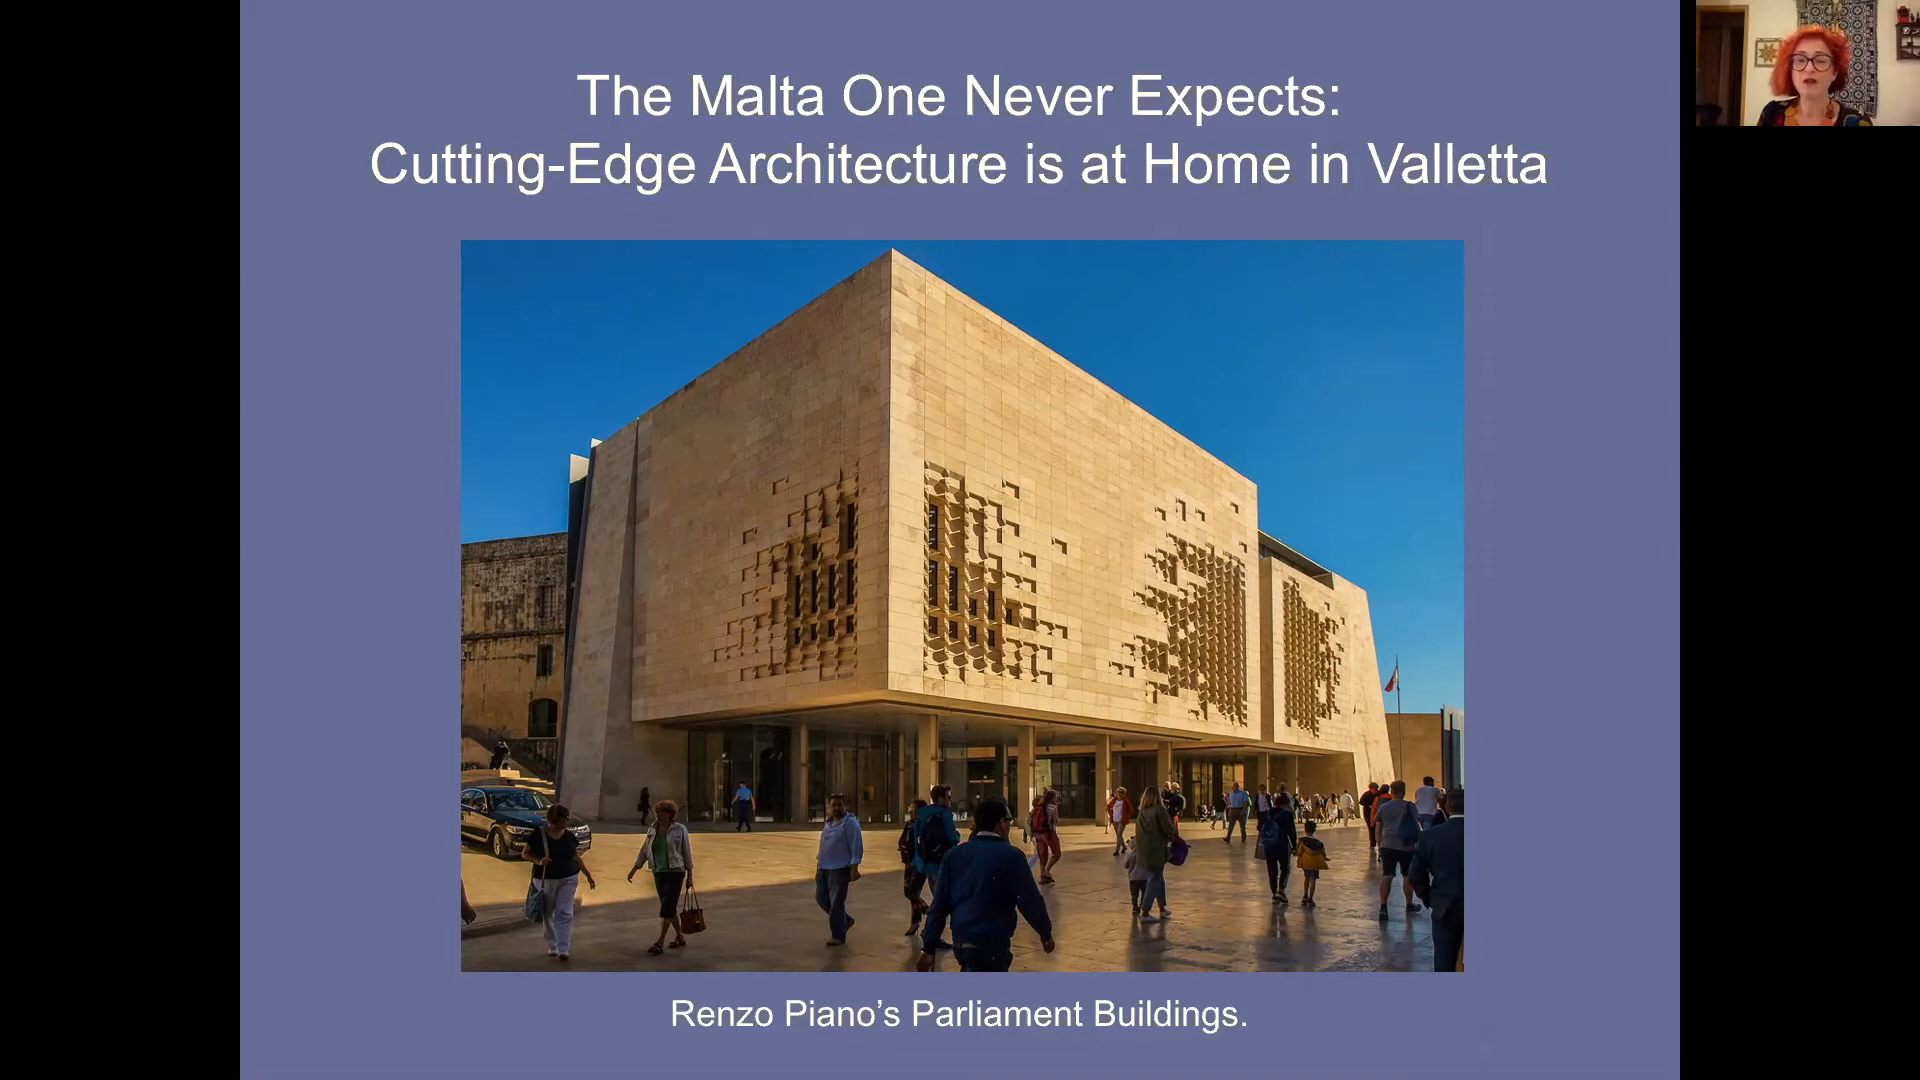 The Malta One Never Expects:
Cutting-Edge Architecture is at Home in Valletta
Renzo Piano’s Parliament Buildings.